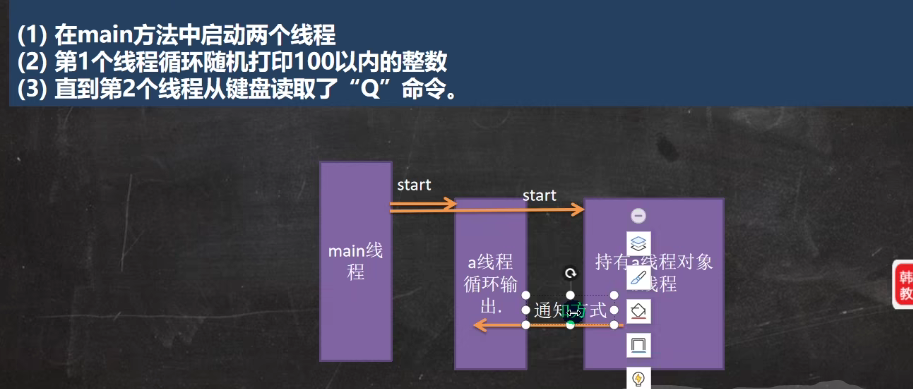 (1) 在main方法中启动两个线程
(2) 第1个线程循环随机打印100以内的整数
(3) 直到第2个线程从键盘读取了“Q”命令。
start
start
main线
程
a线程
循环输
出.
持有a线程对象
线程
通知方式
韩
教